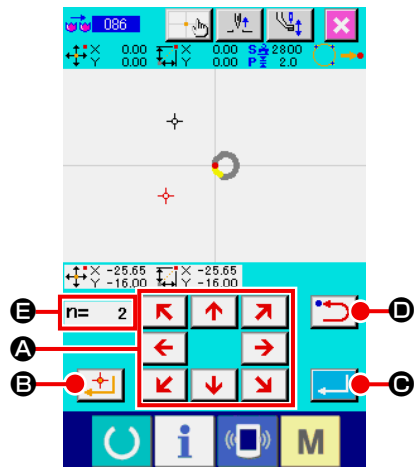 086
X 0.00 X 0.00 S 2800
Y 0.00 Y 0.00 P 2.0
X -25.65 X -25.65
Y -16.00 Y -16.00
E n= 2 D
A
B C
i M